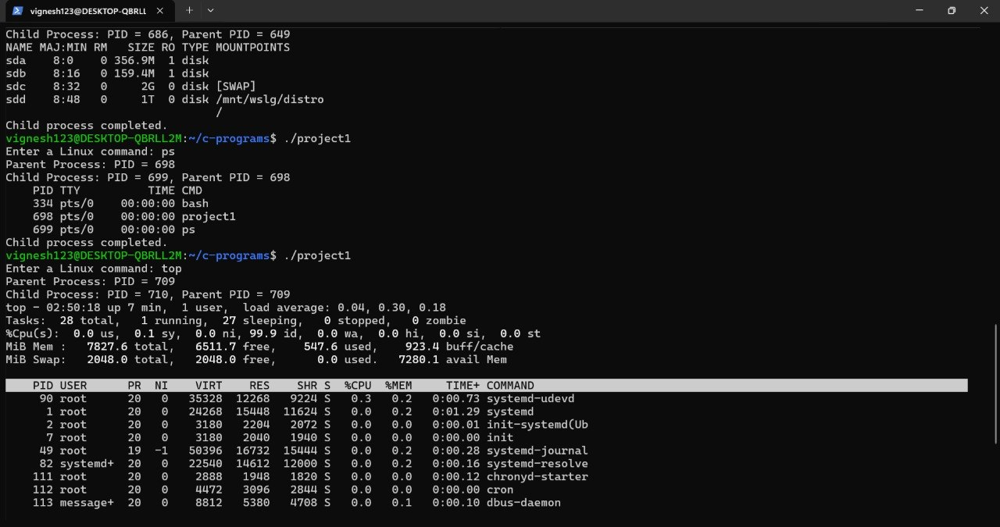 vignesh123@DESKTOP-QBRLL
Child Process: PID = 686, Parent PID = 649
NAME MAJ:MIN RM   SIZE RO TYPE MOUNTPOINTS
sda    8:0    0 356.9M  1 disk
sdb    8:16   0 159.4M  1 disk
sdc    8:32   0     2G  0 disk [SWAP]
sdd    8:48   0     1T  0 disk /mnt/wslg/distro
                               /
Child process completed.
vignesh123@DESKTOP-QBRLL2M:~/c-programs$ ./project1
Enter a Linux command: ps
Parent Process: PID = 698
Child Process: PID = 699, Parent PID = 698
    PID TTY          TIME CMD
    334 pts/0    00:00:00 bash
    698 pts/0    00:00:00 project1
    699 pts/0    00:00:00 ps
Child process completed.
vignesh123@DESKTOP-QBRLL2M:~/c-programs$ ./project1
Enter a Linux command: top
Parent Process: PID = 709
Child Process: PID = 710, Parent PID = 709
top - 02:50:18 up 7 min,  1 user,  load average: 0.04, 0.30, 0.18
Tasks:  28 total,   1 running,  27 sleeping,   0 stopped,   0 zombie
%Cpu(s):  0.0 us,  0.1 sy,  0.0 ni, 99.9 id,  0.0 wa,  0.0 hi,  0.0 si,  0.0 st
MiB Mem :   7827.6 total,   6511.7 free,    547.6 used,    923.4 buff/cache
MiB Swap:   2048.0 total,   2048.0 free,      0.0 used.   7280.1 avail Mem
    PID USER      PR  NI    VIRT    RES    SHR S  %CPU  %MEM     TIME+ COMMAND
     90 root      20   0   35328  12268   9224 S   0.3   0.2   0:00.73 systemd-udevd
      1 root      20   0   24268  15448  11624 S   0.0   0.2   0:01.29 systemd
      2 root      20   0    3180   2204   2072 S   0.0   0.0   0:00.01 init-systemd(Ub
      7 root      20   0    3180   2040   1940 S   0.0   0.0   0:00.00 init
     49 root      19  -1   50396  16732  15444 S   0.0   0.2   0:00.28 systemd-journal
     82 systemd+  20   0   22540  14612  12000 S   0.0   0.2   0:00.16 systemd-resolve
    111 root      20   0    2888   1948   1820 S   0.0   0.0   0:00.12 chronyd-starter
    112 root      20   0    4472   3096   2844 S   0.0   0.0   0:00.00 cron
    113 message+  20   0    8812   5380   4708 S   0.0   0.1   0:00.10 dbus-daemon